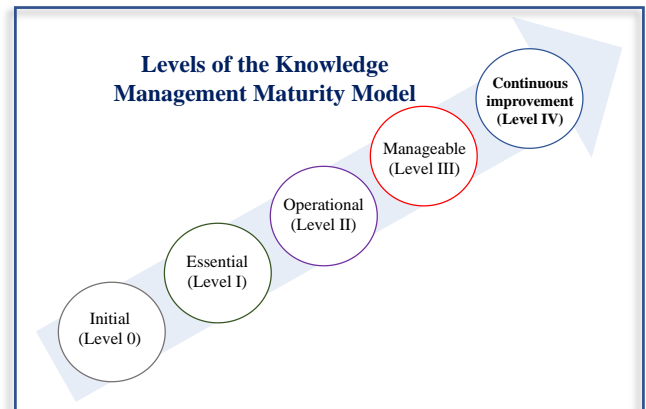 Levels of the Knowledge
Management Maturity Model
Continuous
improvement
(Level IV)
Manageable
(Level III)
Operational
(Level II)
Essential
(Level I)
Initial
(Level 0)